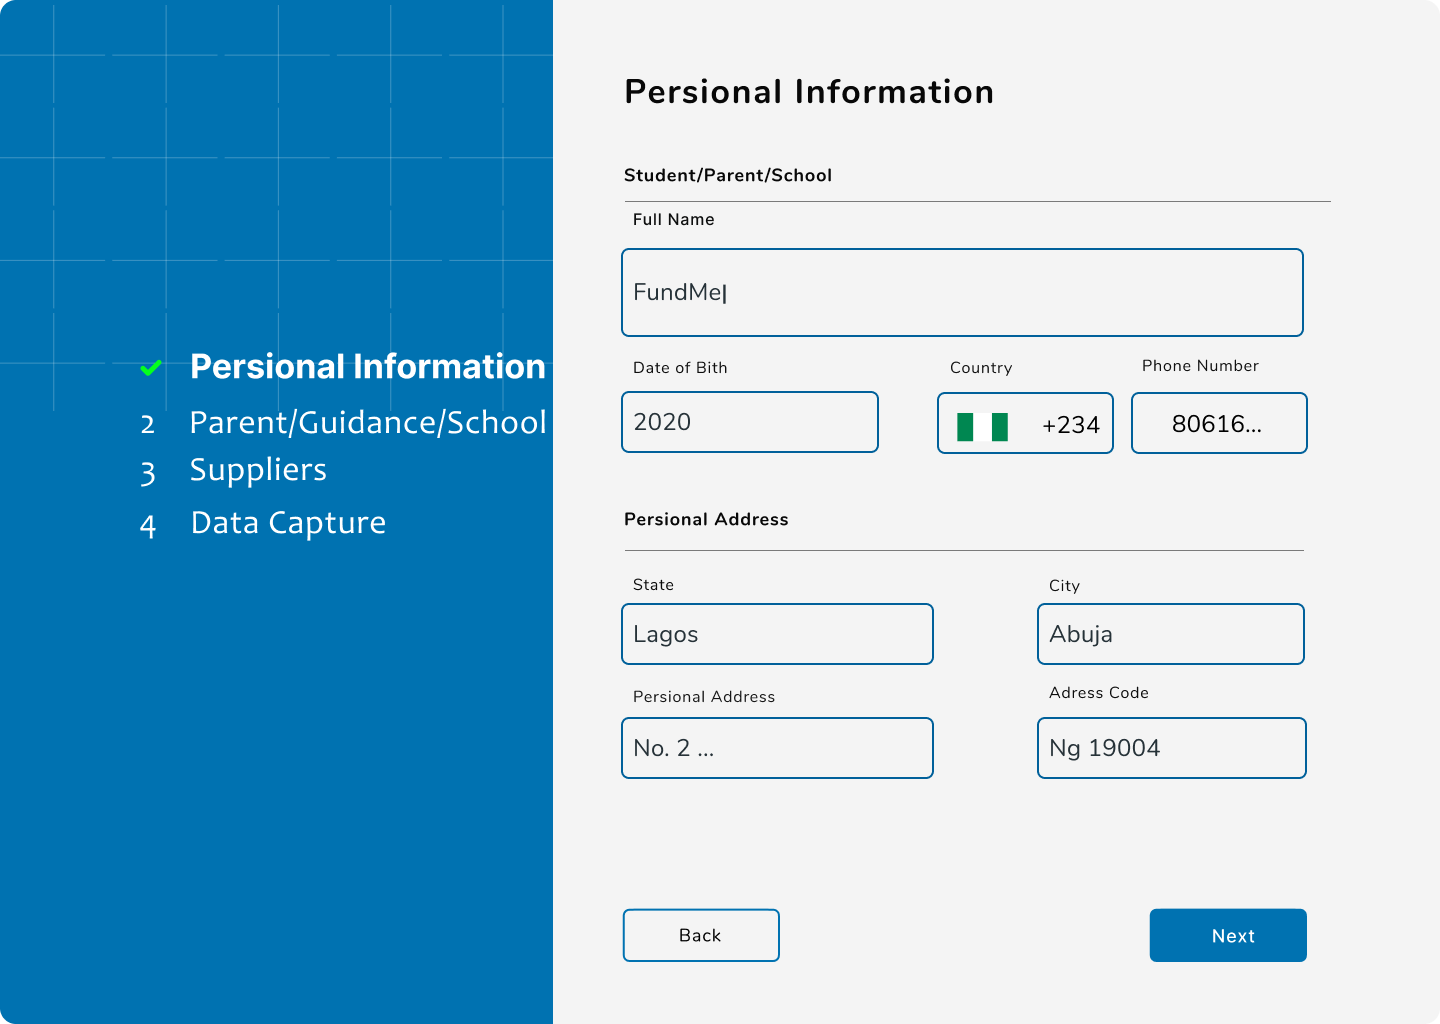 Persional Information
2 Parent/Guidance/School
3 Suppliers
4 Data Capture
Persional Information
Student/Parent/School
Full Name
FundMe
Date of Bith
Country
Phone Number
2020
+234
80616...
Persional Address
State
City
Lagos
Abuja
Persional Address
Adress Code
No. 2 ...
Ng 19004
Back
Next